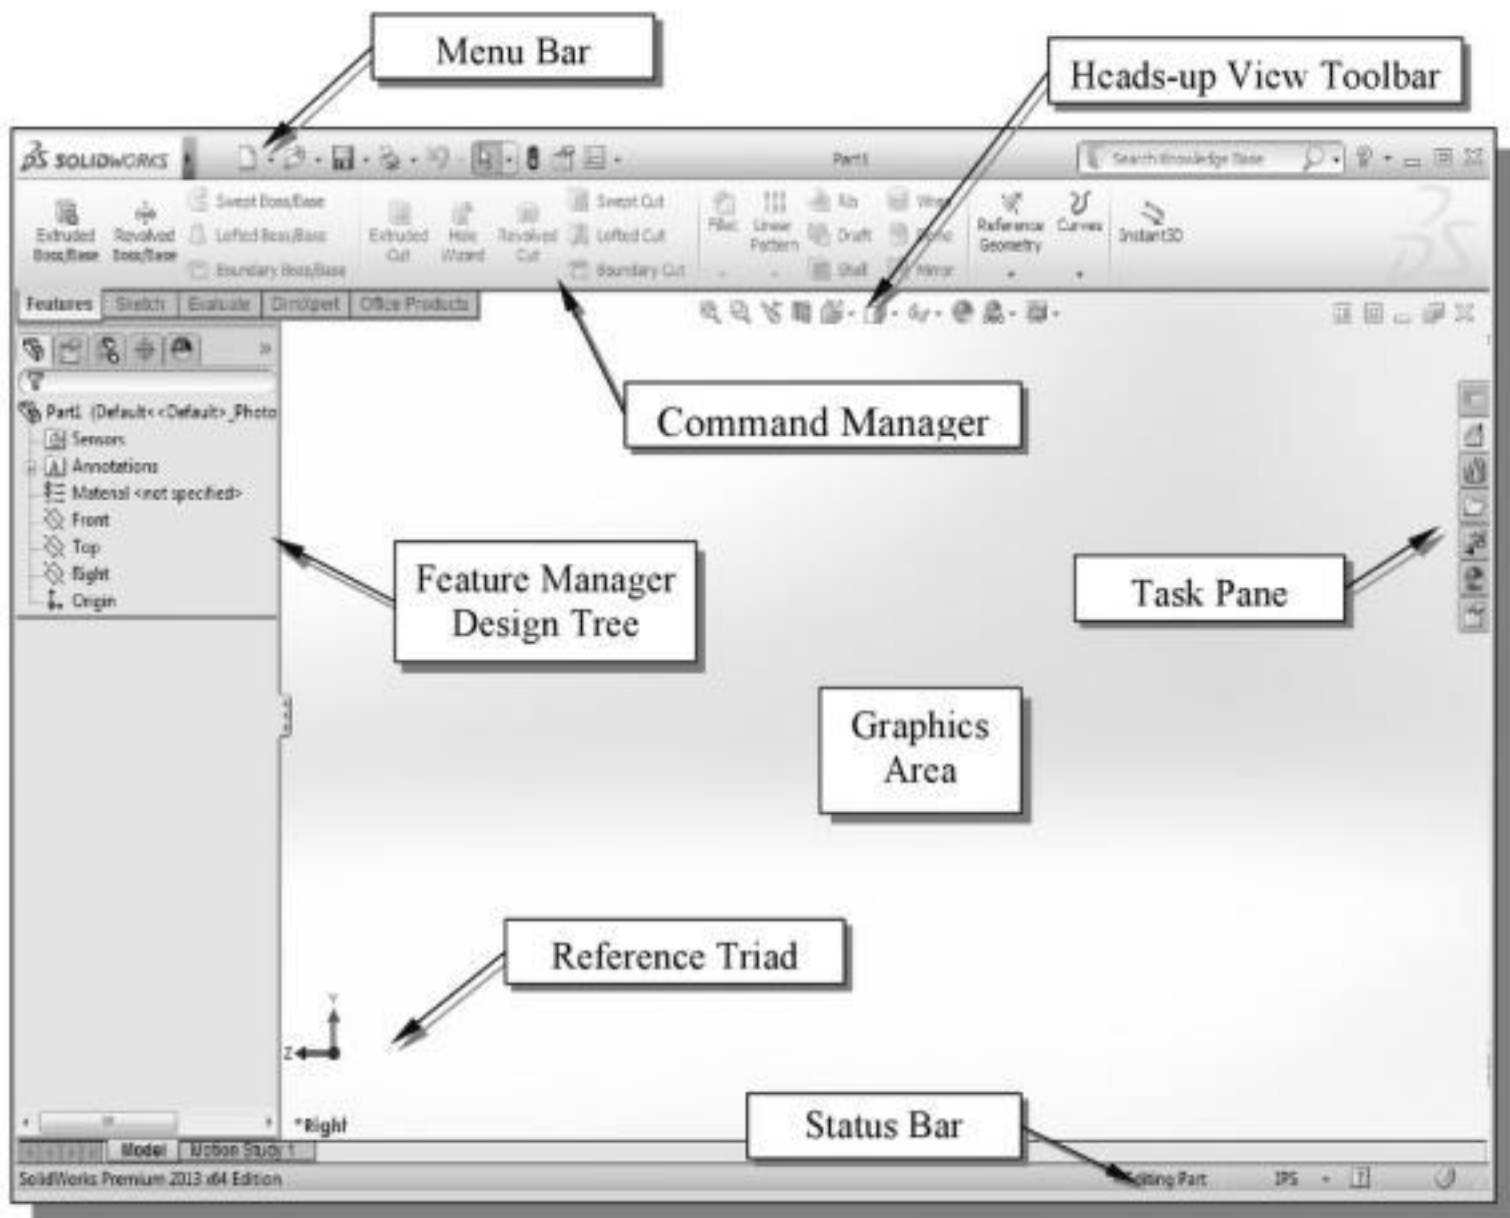 Menu Bar
Heads-up View Toolbar
SOLIDWORKS
Part1
Search Knowledge Base
Extruded Boss/Base
Revolved Boss/Base
Swept Boss/Base
Lofted Boss/Base
Boundary Boss/Base
Extruded Cut
Hole Wizard
Revolved Cut
Swept Cut
Lofted Cut
Boundary Cut
Fillet
Linear Pattern
Rib
Draft
Shell
Mirror
Reference Geometry
Curves
Instant3D
Features
Sketch
Evaluate
DimXpert
Office Products
Command Manager
Part1 (Default<<Default>_Photo
Sensors
A Annotations
Material <not specified>
Front
Top
Right
Origin
Feature Manager
Design Tree
Task Pane
Graphics
Area
Reference Triad
Y
Z
*Right
Status Bar
Model
Motion Study 1
SolidWorks Premium 2013 x64 Edition
Editing Part
IPS